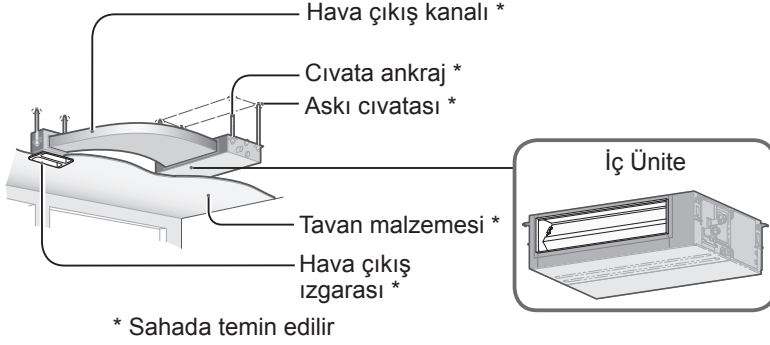 Hava çıkış kanalı *
Cıvata ankraj *
Askı cıvatası *
İç Ünite
Tavan malzemesi *
Hava çıkış
ızgarası *
* Sahada temin edilir